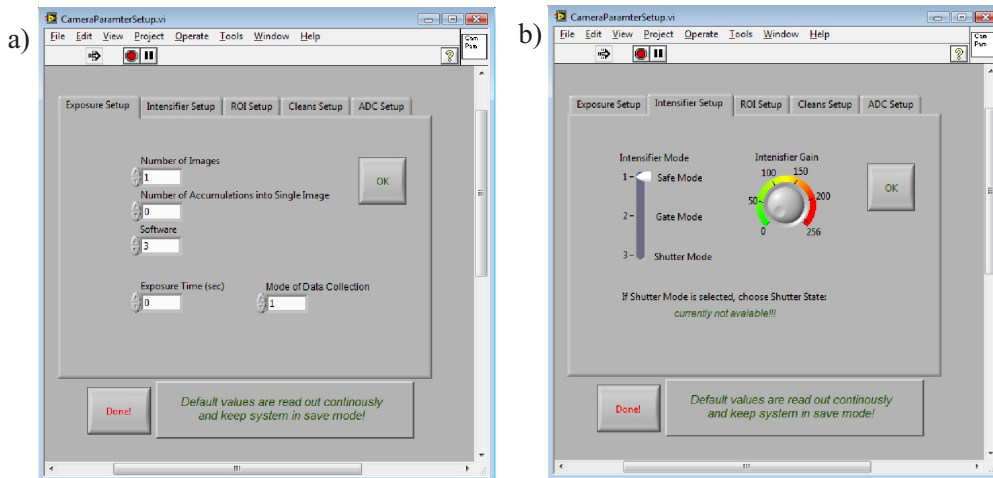 a)
CameraParamterSetup.vi
File Edit View Project Operate Tools Window Help
Cam
Pam
?
Exposure Setup Intensifier Setup ROI Setup Cleans Setup ADC Setup
Number of Images
1
OK
Number of Accumulations into Single Image
0
Software
3
Exposure Time (sec) Mode of Data Collection
0 1
Done!
Default values are read out continously
and keep system in save mode!
b)
CameraParamterSetup.vi
File Edit View Project Operate Tools Window Help
Cam
Pam
?
Exposure Setup Intensifier Setup ROI Setup Cleans Setup ADC Setup
Intensifier Mode Intenisfier Gain
1 - Safe Mode
2 - Gate Mode
3 - Shutter Mode
0 50 100 150 200 256
OK
If Shutter Mode is selected, choose Shutter State:
currently not avaiable!!!
Done!
Default values are read out continously
and keep system in save mode!